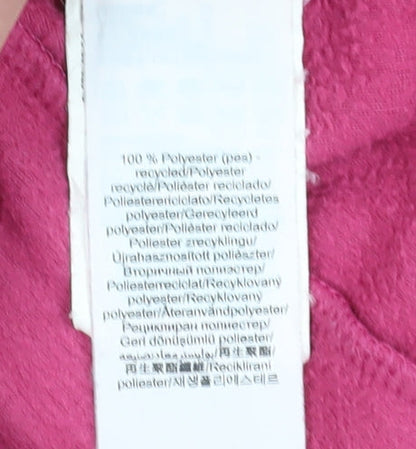 100 % Polyester (pes) -
recycled/Polyester
recyclé/Poliéster reciclado/
Poliesterericiclato/Recycletes
polyester/Gerecyleerd
polyester/Poliéster reciclado/
Poliester zrecyklingu/
Újrahasznosított poliészter/
Вторичный полиэстер/
Poliesterreciclat/Recyklovaný
polyester/Recyklovaný
polyester/Återanvändpolyester/
Рециклиран полиестер/
Geri dönüşümlü poliester/
/再生聚酯/
再生聚酯纖維/Reciklirani
poliester/재생폴리에스테르